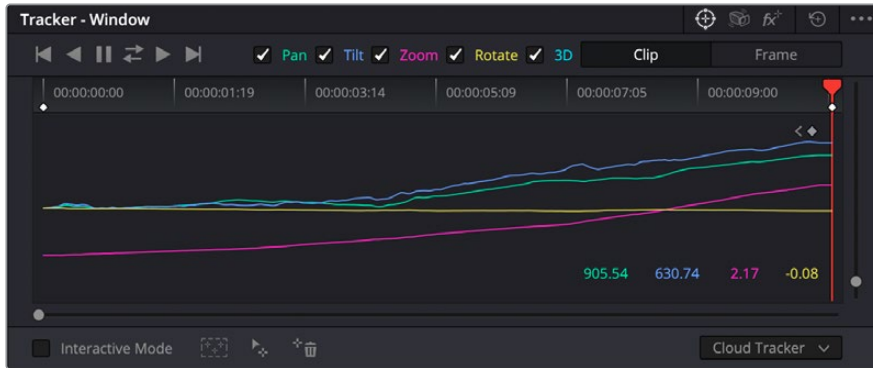 Tracker - Window
fx
Pan Tilt Zoom Rotate 3D Clip Frame
00:00:00:00 00:00:01:19 00:00:03:14 00:00:05:09 00:00:07:05 00:00:09:00
905.54 630.74 2.17 -0.08
Interactive Mode Cloud Tracker